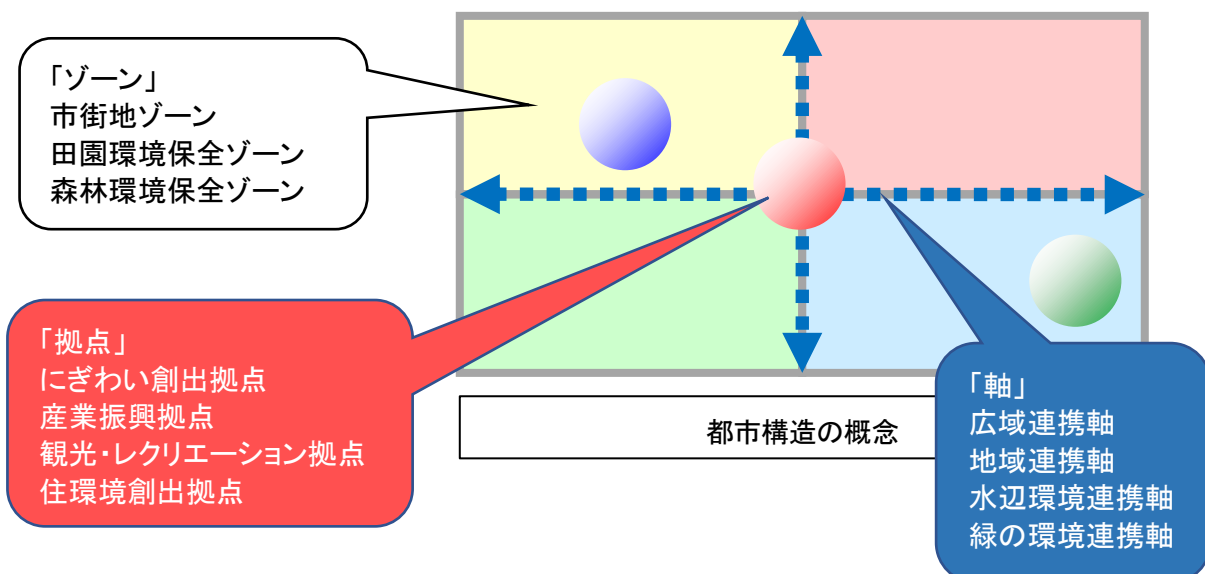 「ゾーン」
市街地ゾーン
田園環境保全ゾーン
森林環境保全ゾーン
「拠点」
にぎわい創出拠点
産業振興拠点
観光・レクリエーション拠点
住環境創出拠点
都市構造の概念
「軸」
広域連携軸
地域連携軸
水辺環境連携軸
緑の環境連携軸